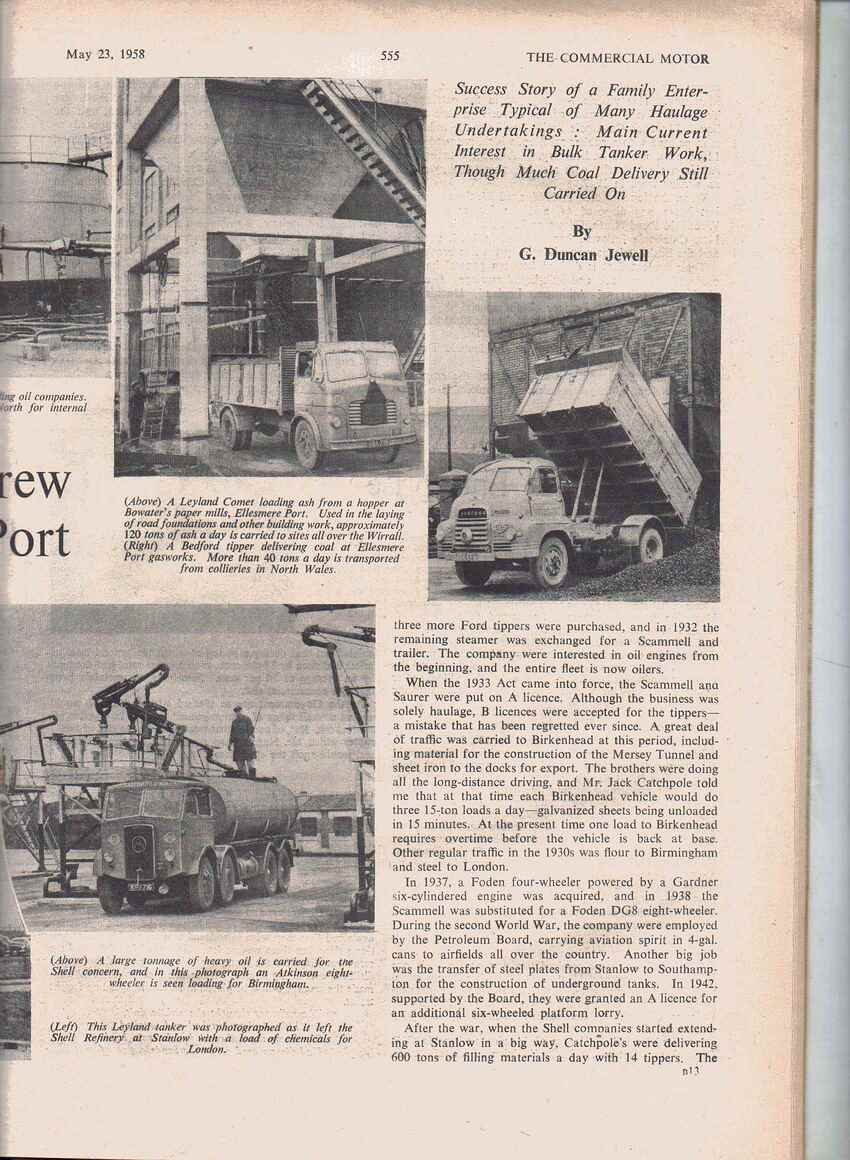 May 23, 1958
555
THE COMMERCIAL MOTOR
Success Story of a Family Enter-
prise Typical of Many Haulage
Undertakings : Main Current
Interest in Bulk Tanker Work,
Though Much Coal Delivery Still
Carried On
By
G. Duncan Jewell
ing oil companies.
orth for internal
rew
Port
(Above) A Leyland Comet loading ash from a hopper at
Bowater's paper mills, Ellesmere Port. Used in the laying
of road foundations and other building work, approximately
120 tons of ash a day is carried to sites all over the Wirrall.
(Right) A Bedford tipper delivering coal at Ellesmere
Port gasworks. More than 40 tons a day is transported
from collieries in North Wales.
(Above) A large tonnage of heavy oil is carried for the
Shell concern, and in this photograph an Atkinson eight-
wheeler is seen loading for Birmingham.
(Left) This Leyland tanker was photographed as it left the
Shell Refinery at Stanlow with a load of chemicals for
London.
three more Ford tippers were purchased, and in 1932 the
remaining steamer was exchanged for a Scammell and
trailer. The company were interested in oil engines from
the beginning, and the entire fleet is now oilers.
When the 1933 Act came into force, the Scammell and
Saurer were put on A licence. Although the business was
solely haulage, B licences were accepted for the tippers—
a mistake that has been regretted ever since. A great deal
of traffic was carried to Birkenhead at this period, includ-
ing material for the construction of the Mersey Tunnel and
sheet iron to the docks for export. The brothers were doing
all the long-distance driving, and Mr. Jack Catchpole told
me that at that time each Birkenhead vehicle would do
three 15-ton loads a day—galvanized sheets being unloaded
in 15 minutes. At the present time one load to Birkenhead
requires overtime before the vehicle is back at base.
Other regular traffic in the 1930s was flour to Birmingham
and steel to London.
In 1937, a Foden four-wheeler powered by a Gardner
six-cylindered engine was acquired, and in 1938 the
Scammell was substituted for a Foden DG8 eight-wheeler.
During the second World War, the company were employed
by the Petroleum Board, carrying aviation spirit in 4-gal.
cans to airfields all over the country. Another big job
was the transfer of steel plates from Stanlow to Southamp-
ton for the construction of underground tanks. In 1942,
supported by the Board, they were granted an A licence for
an additional six-wheeled platform lorry.
After the war, when the Shell companies started extend-
ing at Stanlow in a big way, Catchpole's were delivering
600 tons of filling materials a day with 14 tippers. The
B13